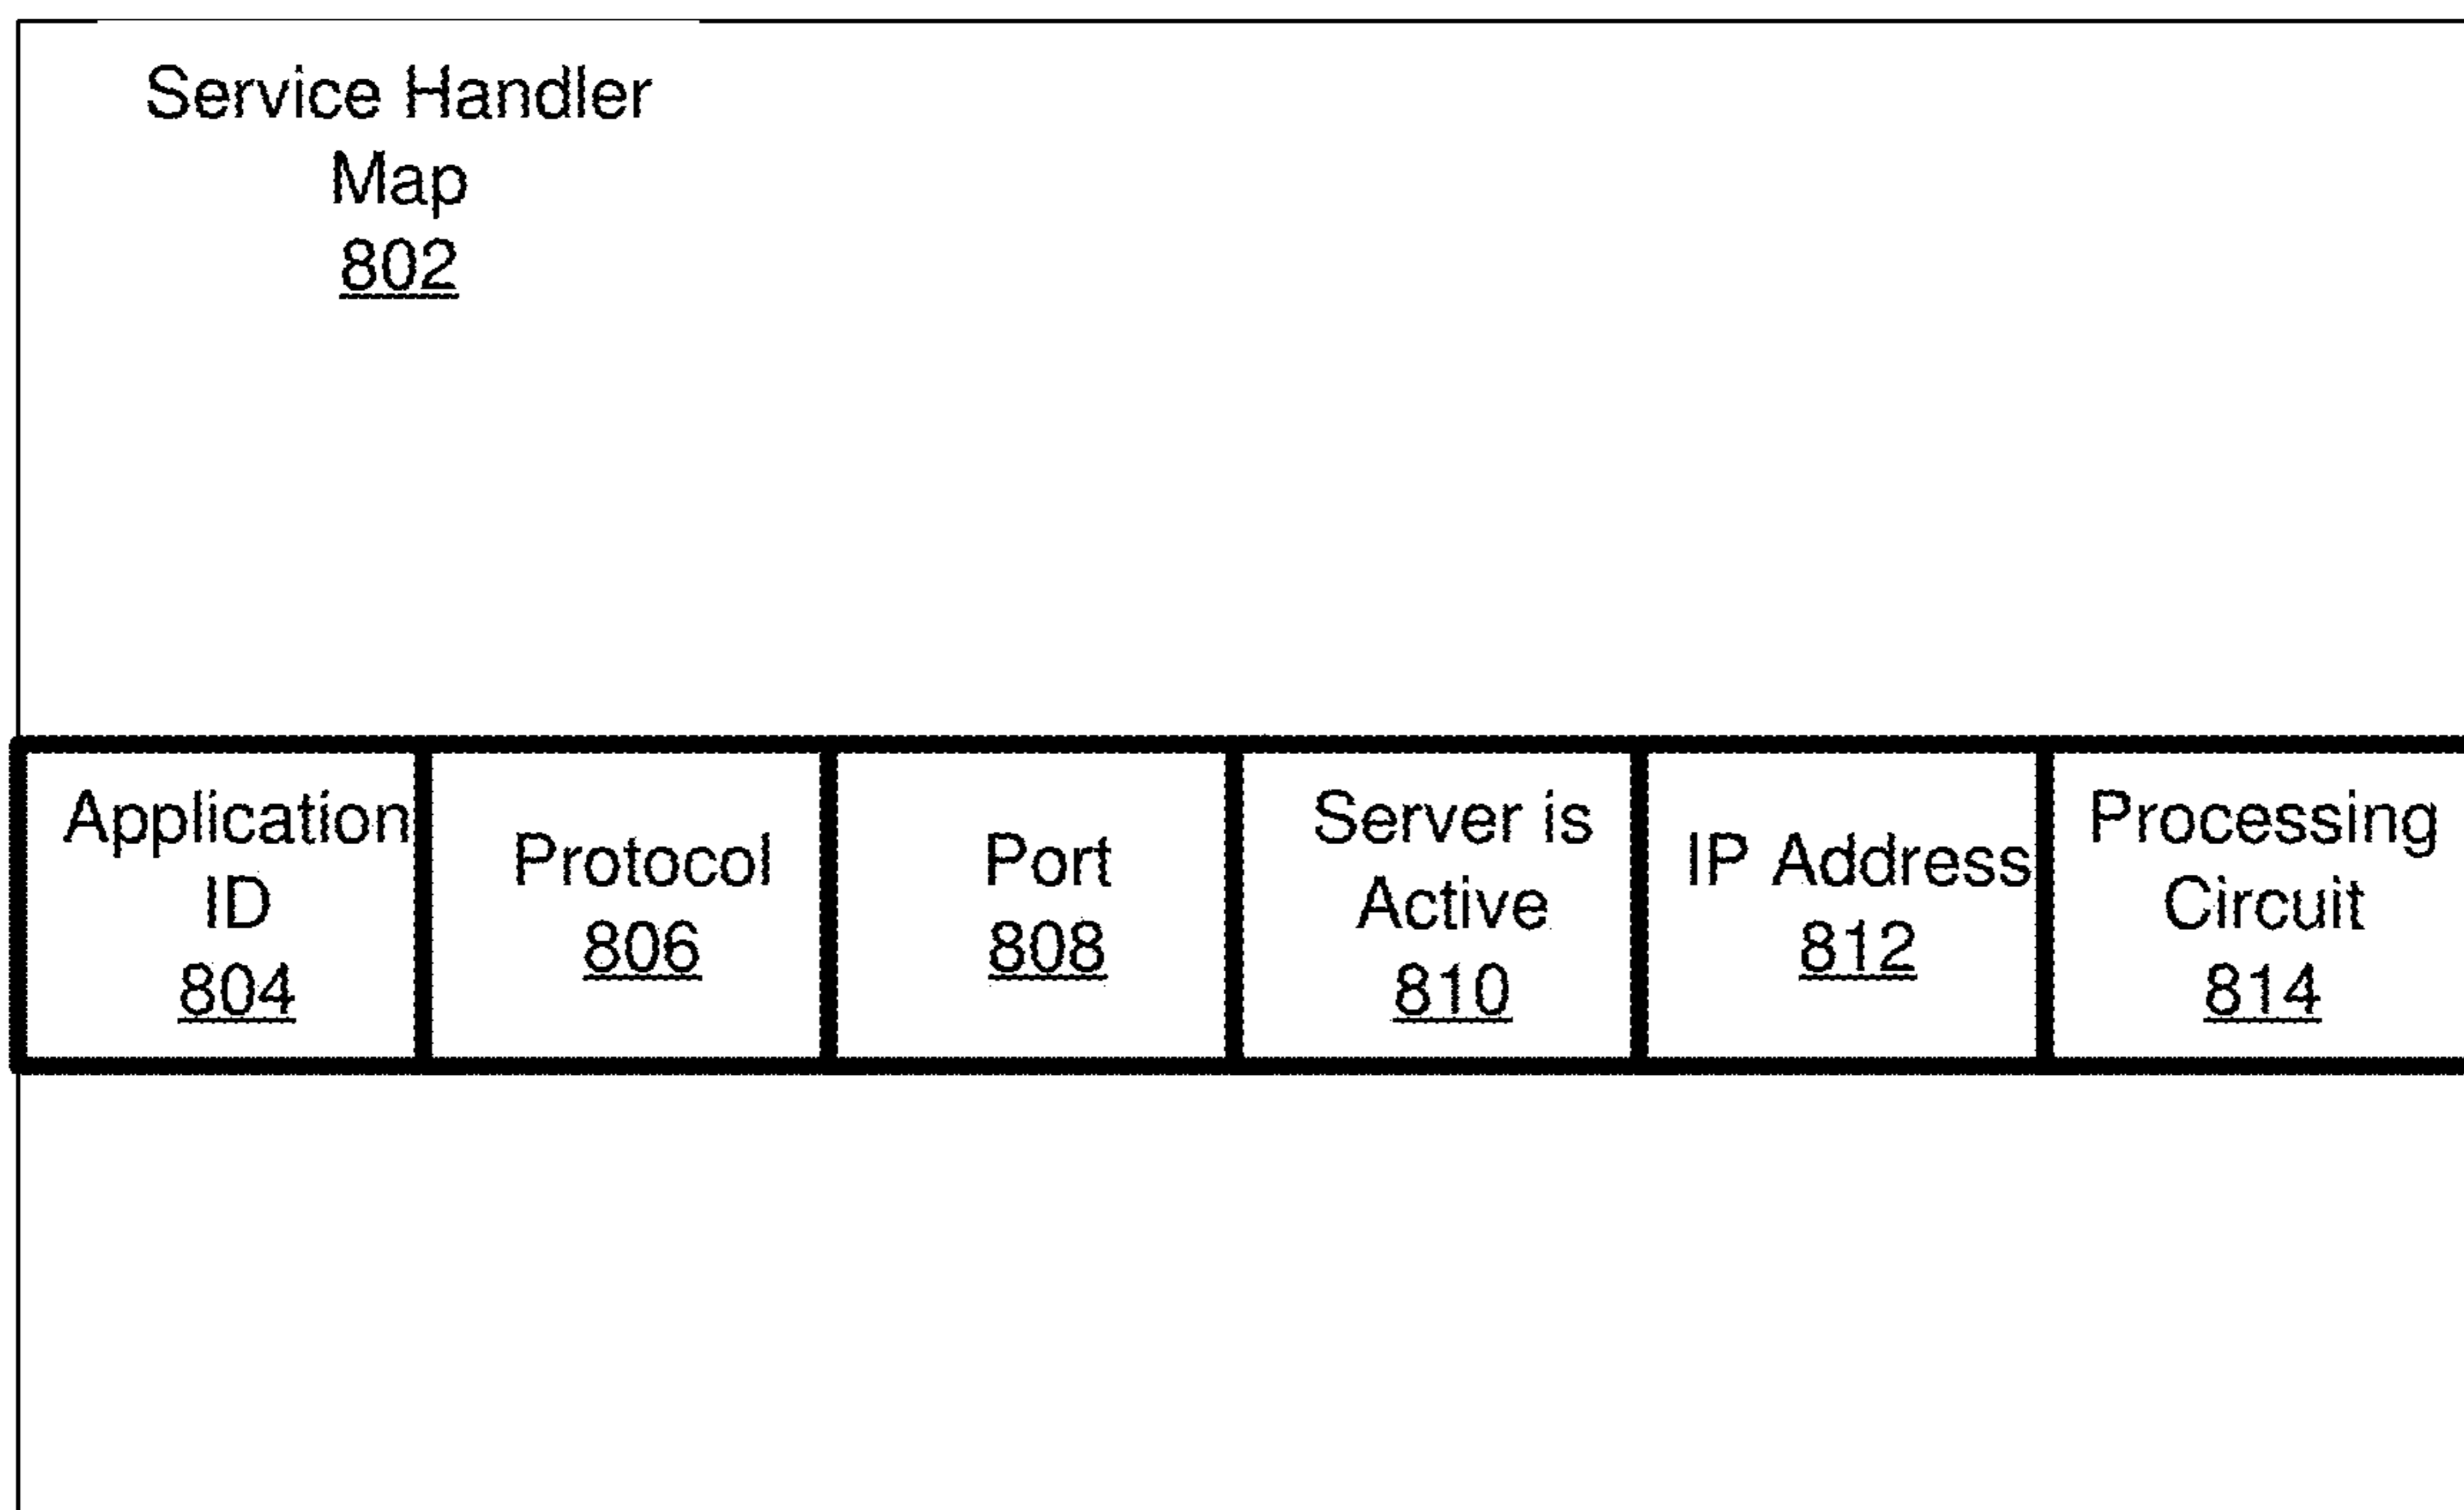 Service Handler
Map
802
Application
ID
804
Protocol
806
Port
808
Server is
Active
810
IP Address
812
Processing
Circuit
814